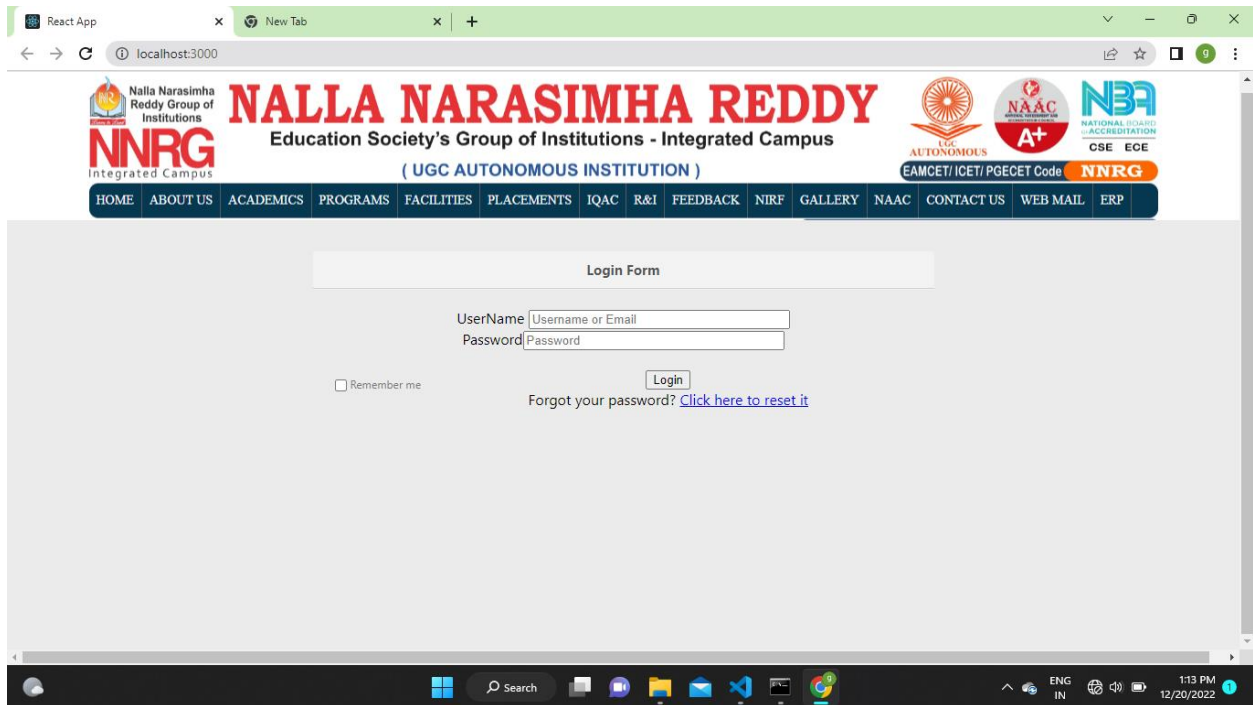 React App
New Tab
localhost:3000
g
Nalla Narasimha
Reddy Group of
Institutions
NNRG
Integrated Campus
NALLA NARASIMHA REDDY
Education Society's Group of Institutions - Integrated Campus
( UGC AUTONOMOUS INSTITUTION )
UGC
AUTONOMOUS
NAAC
A+
NBA
NATIONAL BOARD
of ACCREDITATION
CSE ECE
EAMCET/ ICET/ PGECET Code NNRG
HOME ABOUT US ACADEMICS PROGRAMS FACILITIES PLACEMENTS IQAC R&I FEEDBACK NIRF GALLERY NAAC CONTACT US WEB MAIL ERP
Login Form
UserName Username or Email
Password Password
Remember me
Login
Forgot your password? Click here to reset it
Search
ENG
IN
1:13 PM
12/20/2022
1